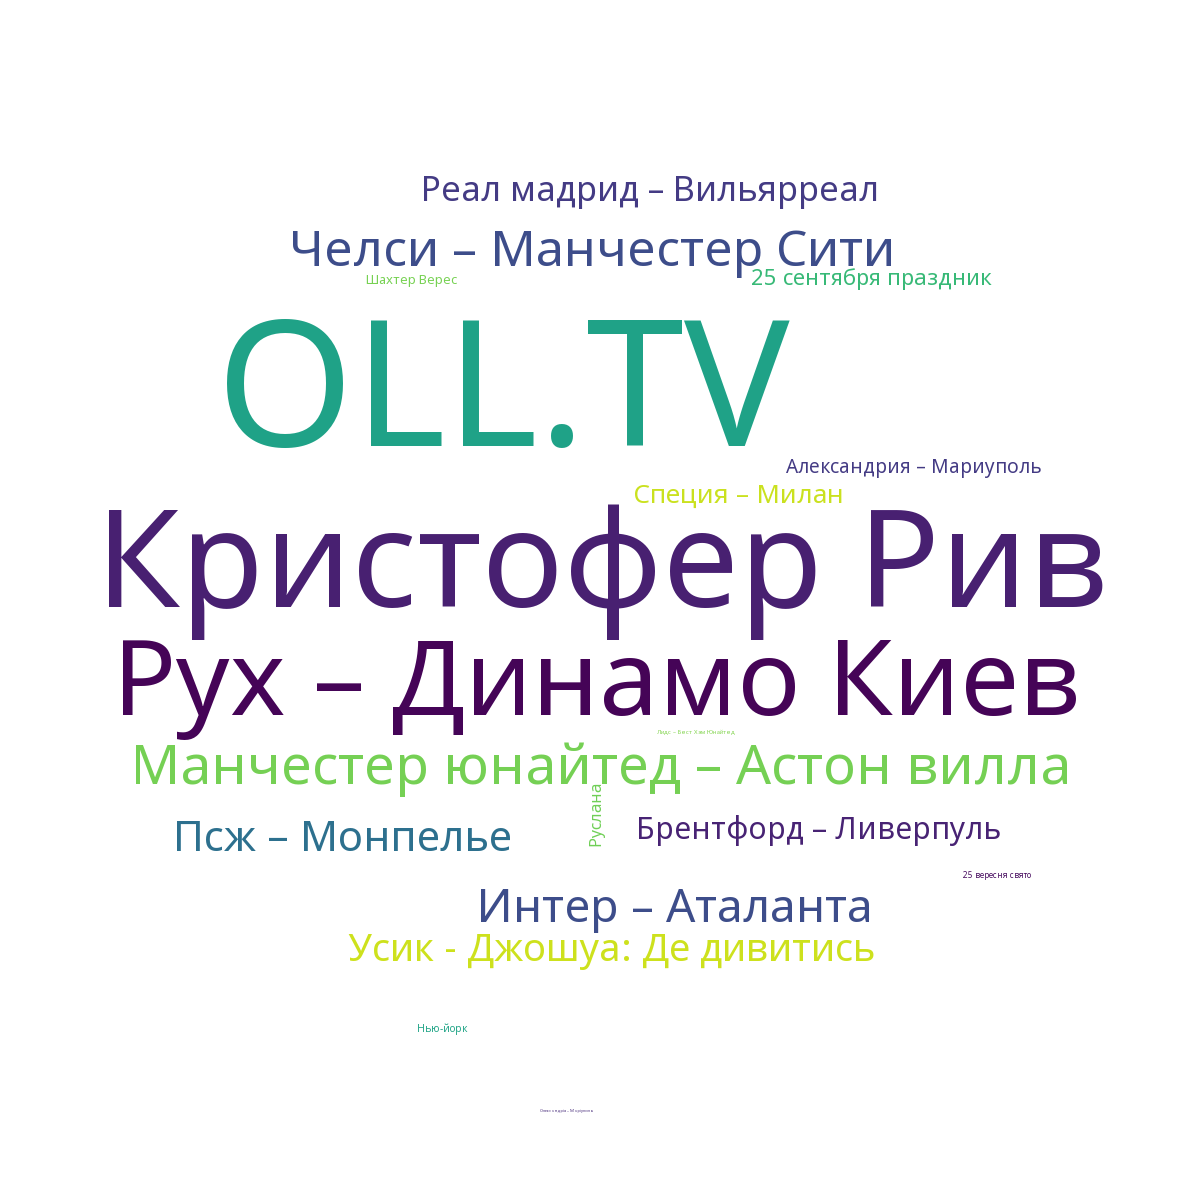 Реал мадрид – Вильярреал
Челси – Манчестер Сити
Шахтер Верес
25 сентября праздник
OLL.TV
Александрия – Мариуполь
Специя – Милан
Кристофер Рив
Рух – Динамо Киев
Лидс – Вест Хэм Юнайтед
Манчестер юнайтед – Астон вилла
Руслана
Псж – Монпелье
Брентфорд – Ливерпуль
25 вересня свято
Интер – Аталанта
Усик - Джошуа: Де дивитись
Нью-йорк